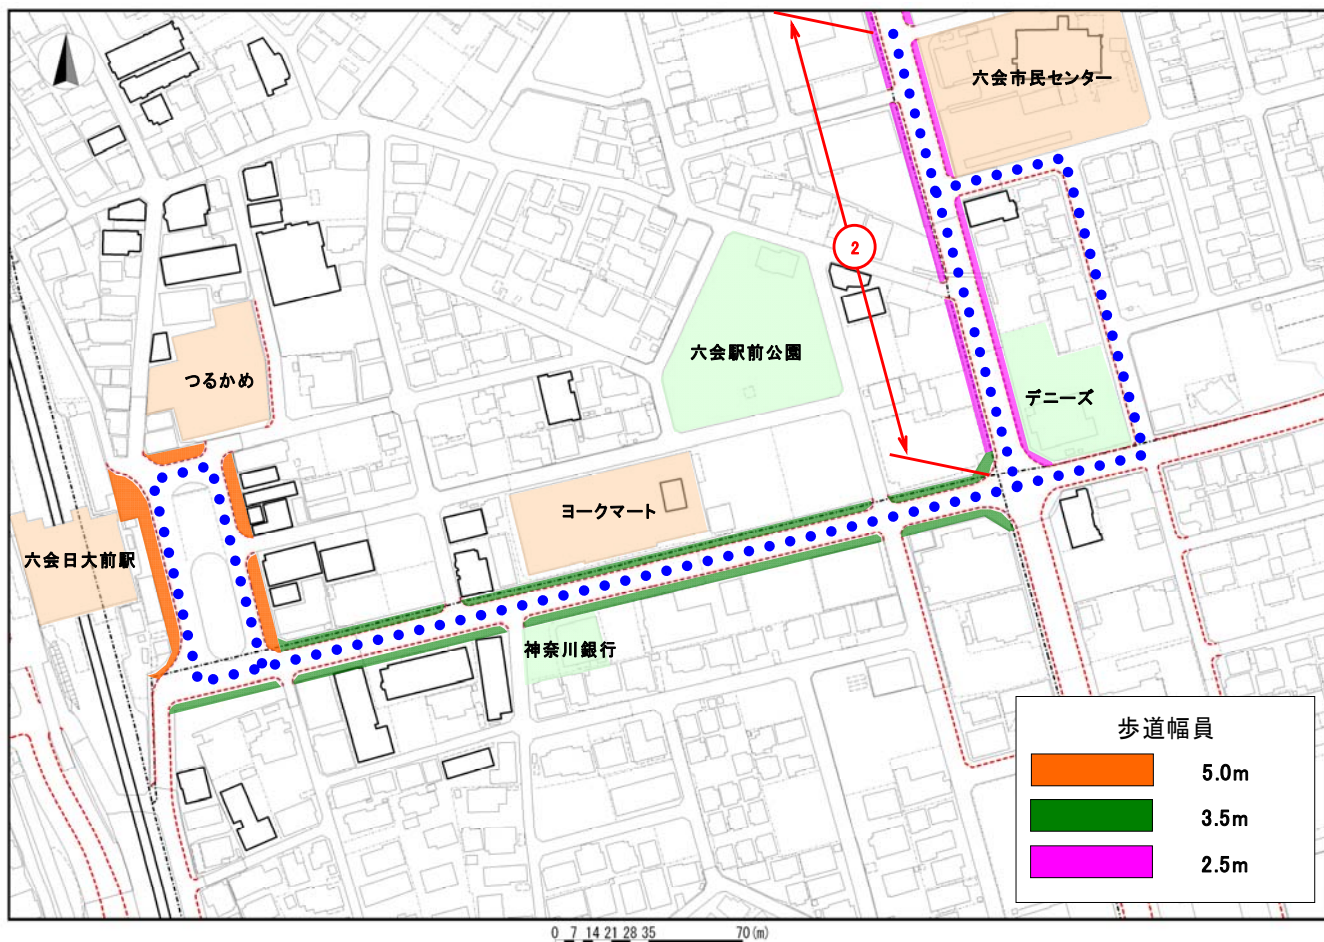 六会市民センター
2
六会駅前公園
つるかめ
デニーズ
ヨークマート
六会日大前駅
神奈川銀行
歩道幅員
5.0m
3.5m
2.5m
0 7 14 21 28 35 70(m)